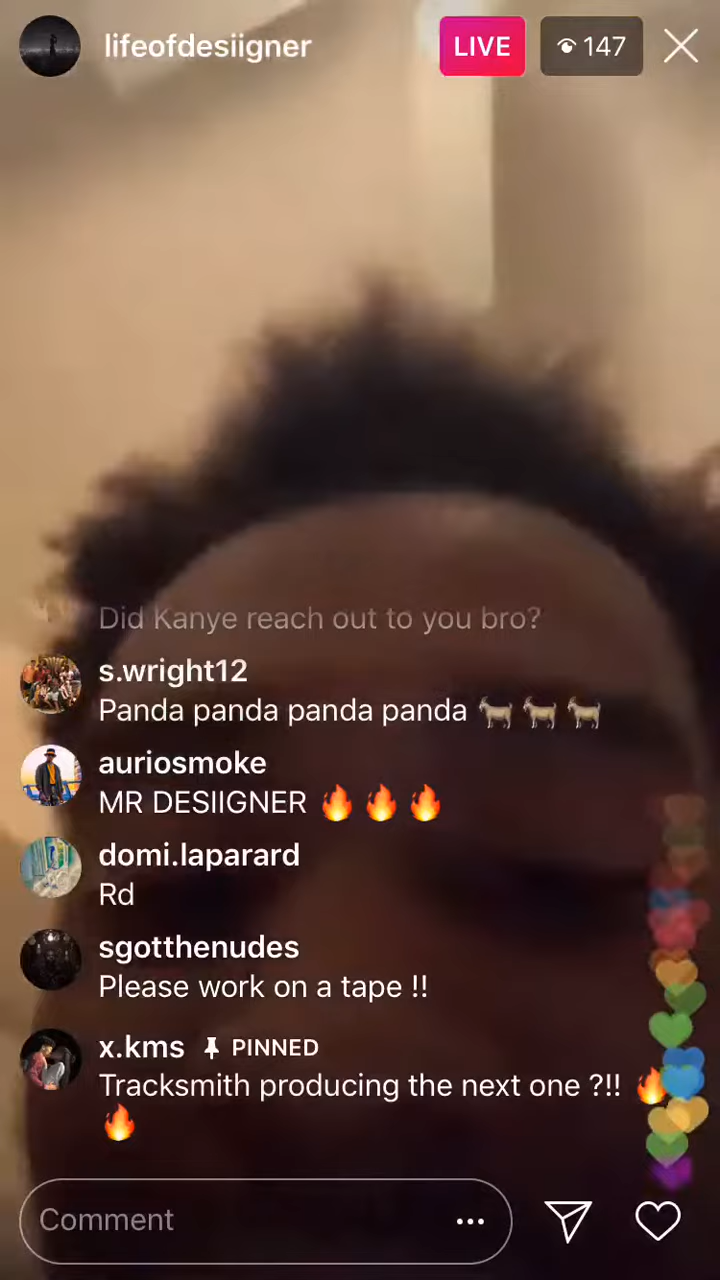 lifeofdesiigner
LIVE
147
Did Kanye reach out to you bro?
s.wright12
Panda panda panda panda 🐐 🐐 🐐
auriosmoke
MR DESIIGNER 🔥 🔥 🔥
domi.laparard
Rd
sgotthenudes
Please work on a tape !!
x.kms 📌 PINNED
Tracksmith producing the next one ?!! 🔥
🔥
Comment